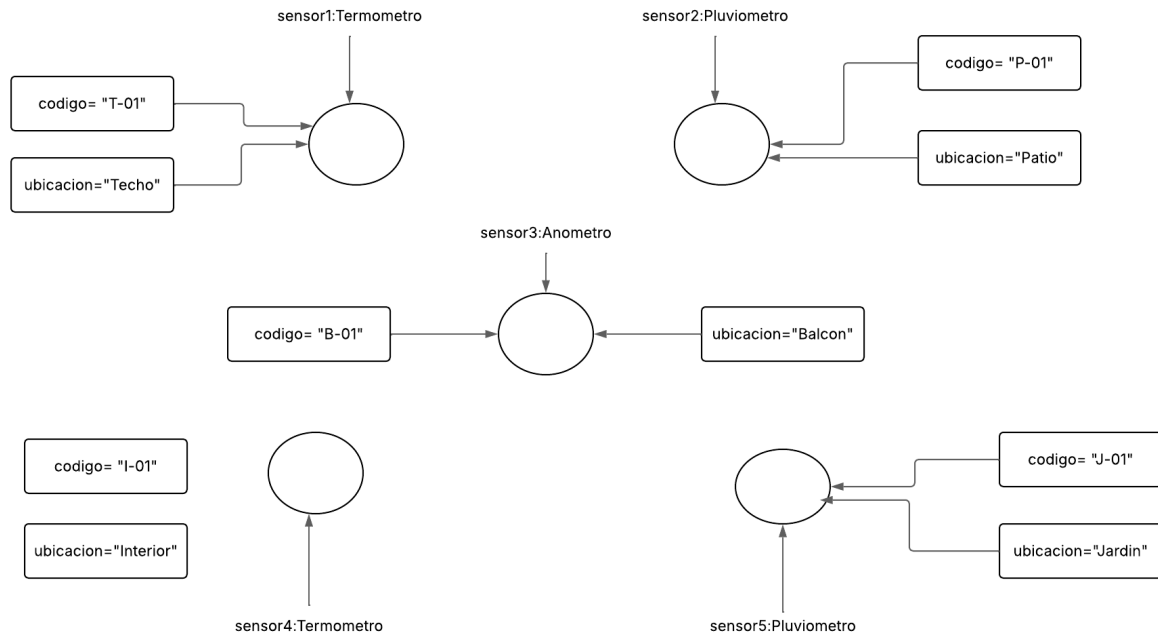 sensor1:Termometro
sensor2:Pluviometro
codigo= "T-01"
codigo= "P-01"
ubicacion="Techo"
ubicacion="Patio"
sensor3:Anometro
codigo= "B-01"
ubicacion="Balcon"
codigo= "I-01"
codigo= "J-01"
ubicacion="Interior"
ubicacion="Jardin"
sensor4:Termometro
sensor5:Pluviometro